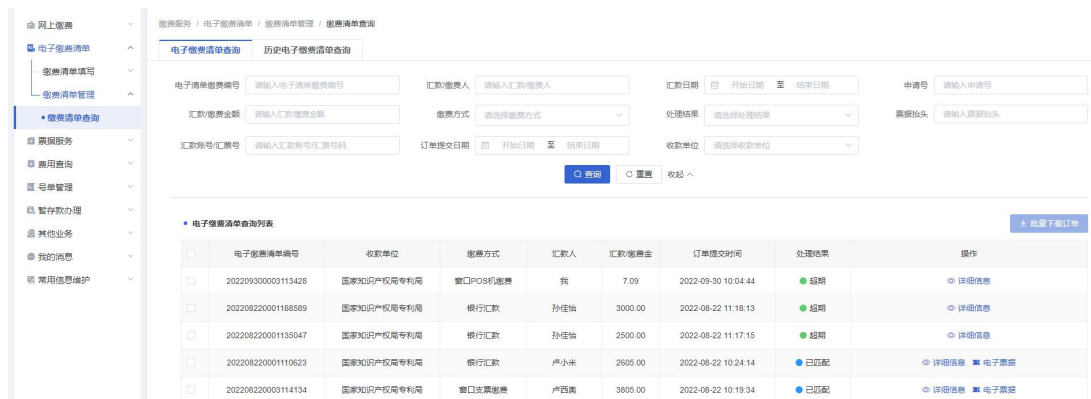 网上缴费
电子缴费清单
缴费清单填写
缴费清单管理
缴费清单查询
票据服务
费用查询
号单管理
暂存款办理
其他业务
我的消息
常用信息维护
缴费服务 / 电子缴费清单 / 缴费清单管理 / 缴费清单查询
电子缴费清单查询 历史电子缴费清单查询
电子清单缴费编号 请输入电子清单缴费编号 汇款/缴费人 请输入汇款/缴费人 汇款日期 开始日期 至 结束日期 申请号 请输入申请号
汇款/缴费金额 请输入汇款/缴费金额 缴费方式 请选择缴费方式 处理结果 请选择处理结果 票据抬头 请输入票据抬头
汇款账号/汇票号 请输入汇款账号/汇票号码 订单提交日期 开始日期 至 结束日期 收款单位 请选择收款单位
查询 重置 收起
电子缴费清单查询列表 批量下载订单
电子缴费清单编号 收款单位 缴费方式 汇款人 汇款/缴费金 订单提交时间 处理结果 操作
202209300003113428 国家知识产权局专利局 窗口POS机缴费 我 7.09 2022-09-30 10:04:44 超期 详细信息
202208220001188589 国家知识产权局专利局 银行汇款 孙佳怡 3000.00 2022-08-22 11:18:13 超期 详细信息
202208220001135047 国家知识产权局专利局 银行汇款 孙佳怡 2500.00 2022-08-22 11:17:15 超期 详细信息
202208220001110623 国家知识产权局专利局 银行汇款 卢小米 2605.00 2022-08-22 10:24:14 已匹配 详细信息 电子票据
202208220003114134 国家知识产权局专利局 窗口支票缴费 卢西奥 3805.00 2022-08-22 10:19:34 已匹配 详细信息 电子票据